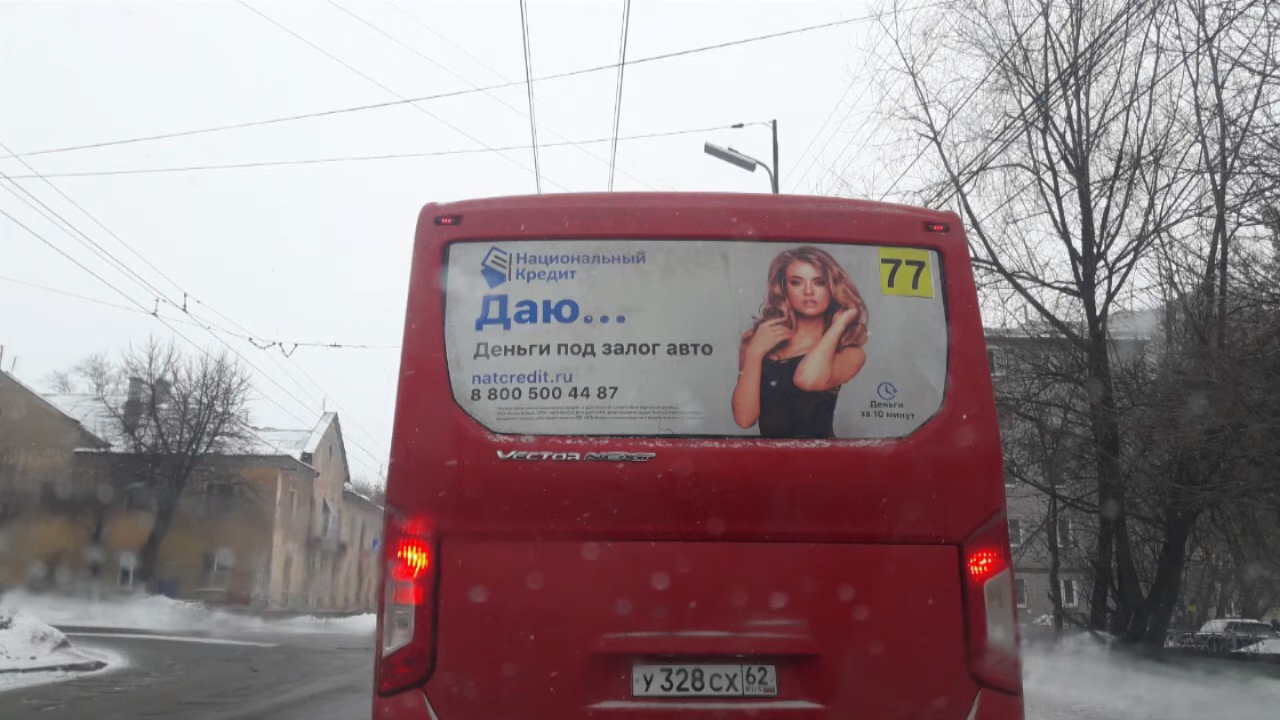 Национальный
Кредит
77
Даю...
Деньги под залог авто
natcredit.ru
8 800 500 44 87
Деньги
за 10 минут
VECTOR NEXT
У 328 СХ 62
RUS